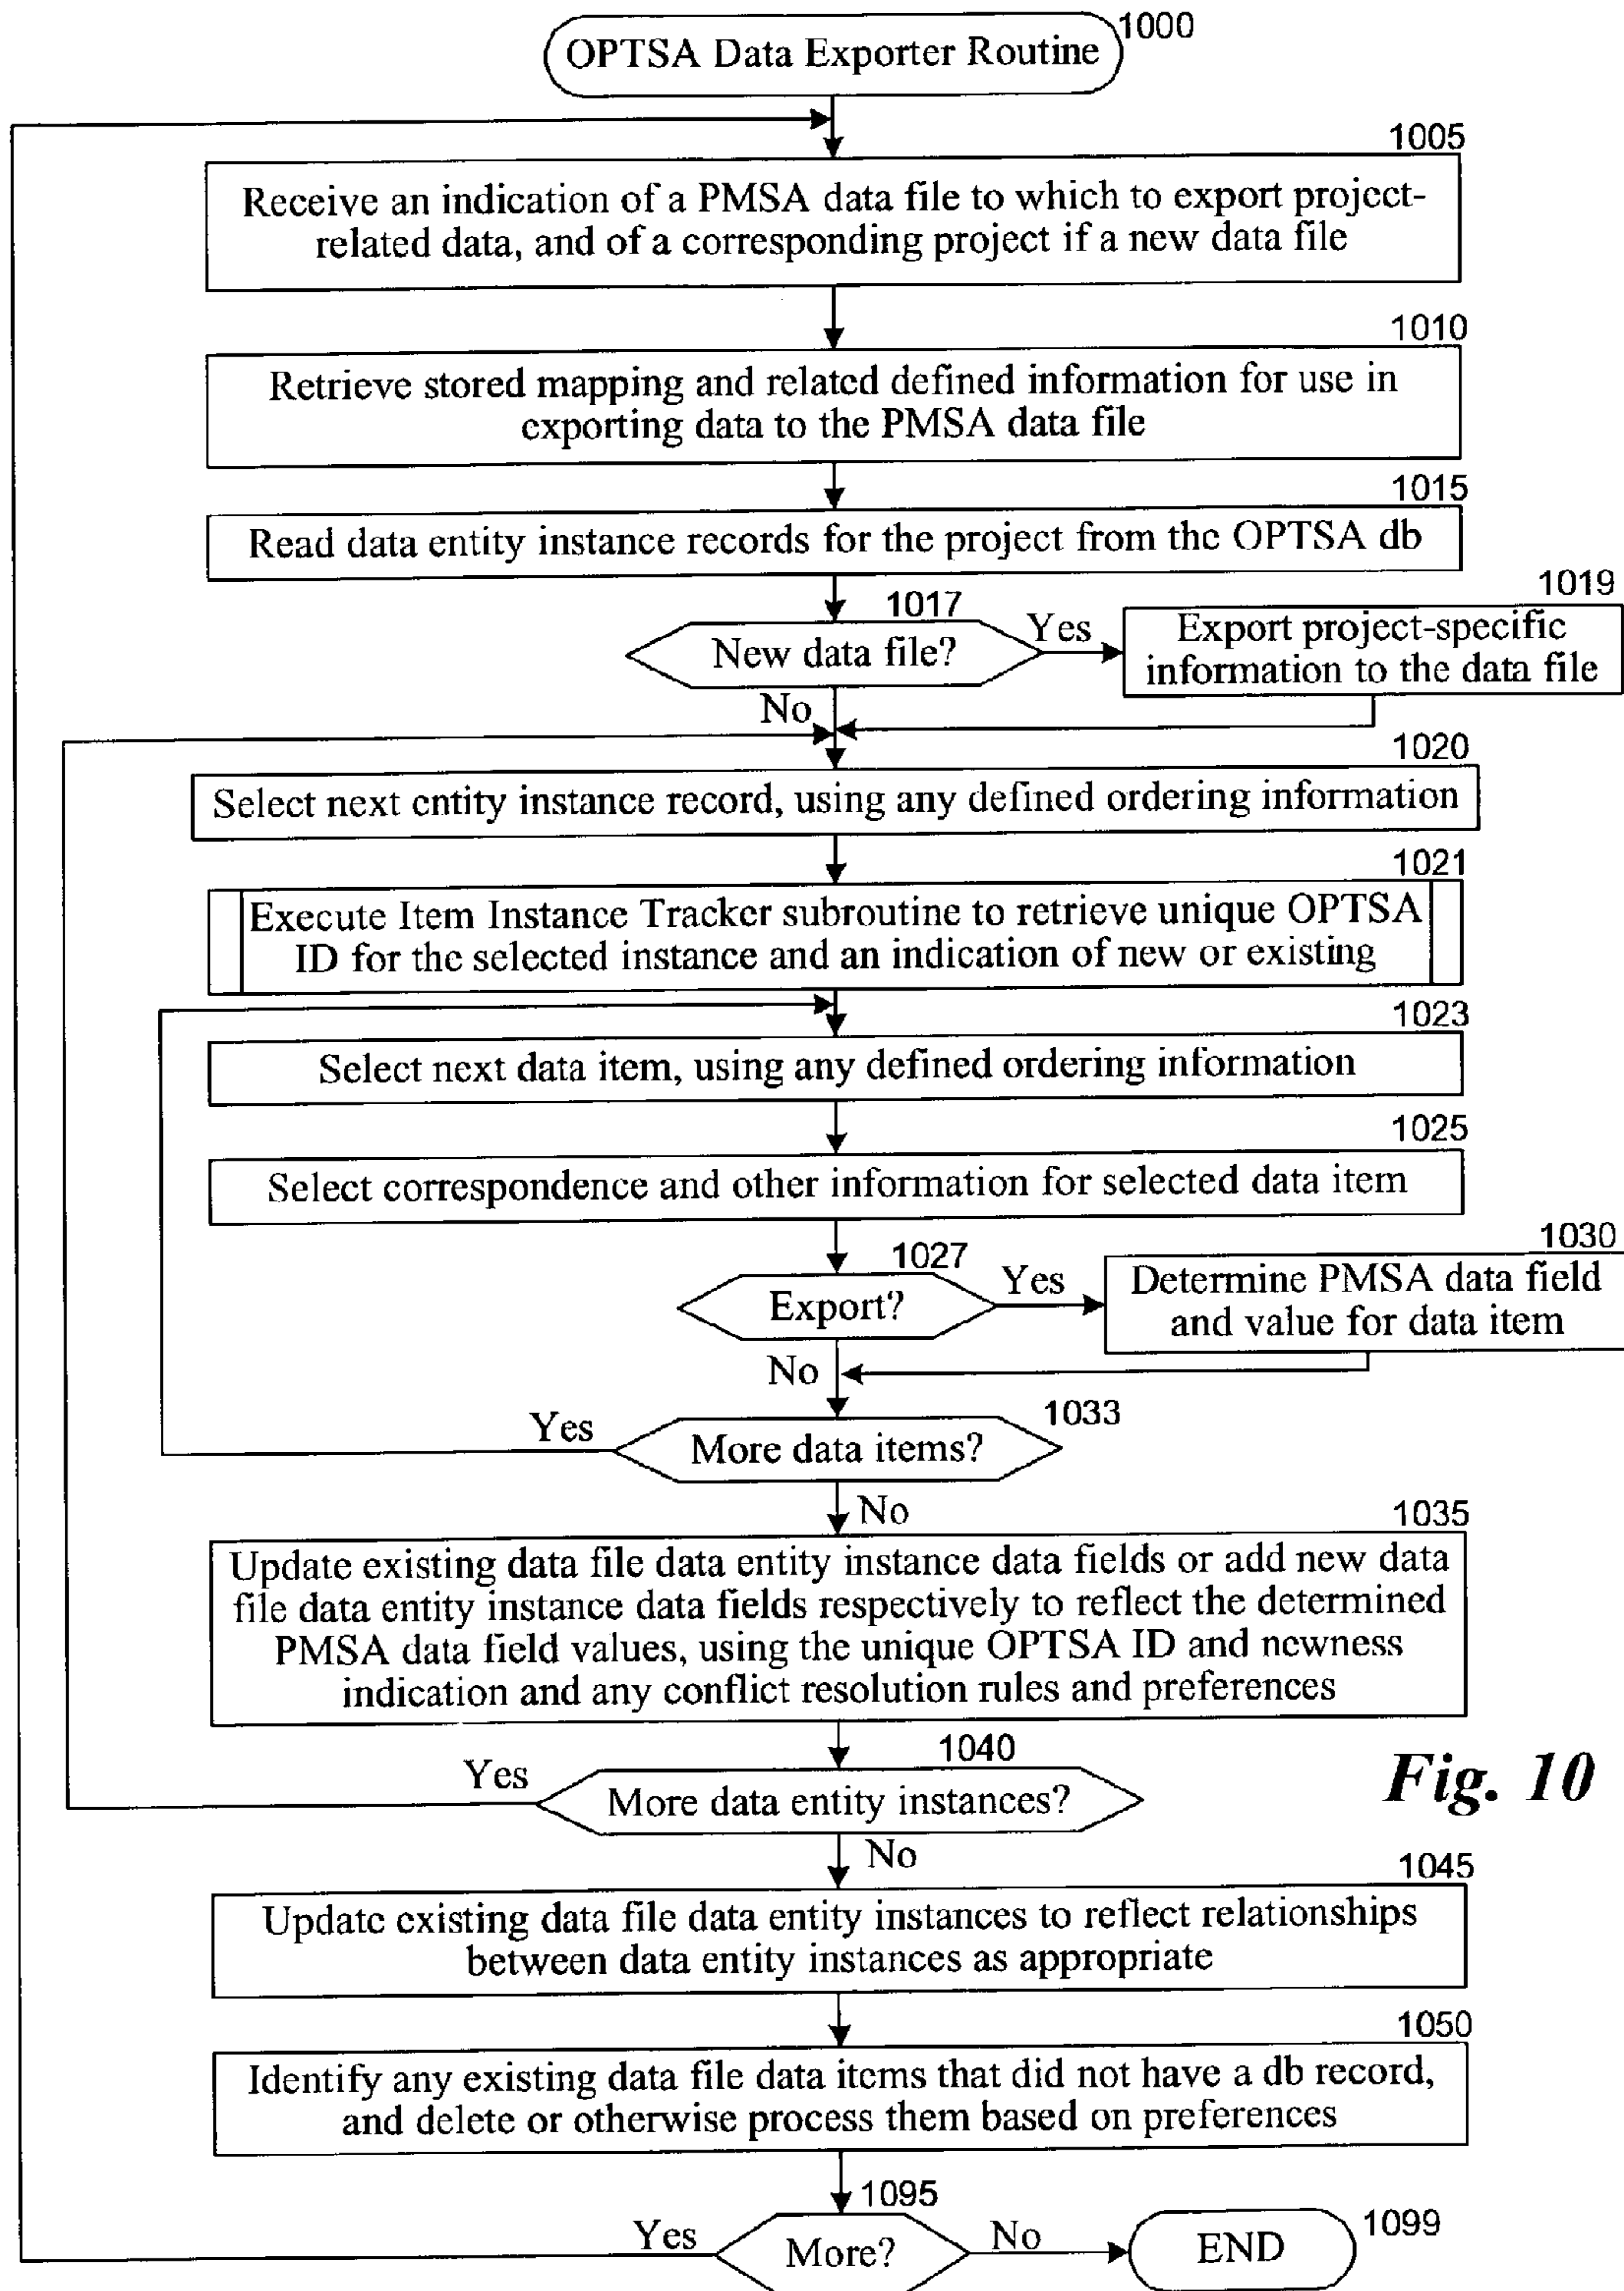 OPTSA Data Exporter Routine
1000
1005
Receive an indication of a PMSA data file to which to export project-
related data, and of a corresponding project if a new data file
1010
Retrieve stored mapping and related defined information for use in
exporting data to the PMSA data file
1015
Read data entity instance records for the project from the OPTSA db
1017
New data file?
Yes
1019
Export project-specific
information to the data file
No
1020
Select next entity instance record, using any defined ordering information
1021
Execute Item Instance Tracker subroutine to retrieve unique OPTSA
ID for the selected instance and an indication of new or existing
1023
Select next data item, using any defined ordering information
1025
Select correspondence and other information for selected data item
1027
Export?
Yes
1030
Determine PMSA data field
and value for data item
No
1033
Yes
More data items?
No
1035
Update existing data file data entity instance data fields or add new data
file data entity instance data fields respectively to reflect the determined
PMSA data field values, using the unique OPTSA ID and newness
indication and any conflict resolution rules and preferences
1040
Yes
More data entity instances?
Fig. 10
No
1045
Update existing data file data entity instances to reflect relationships
between data entity instances as appropriate
1050
Identify any existing data file data items that did not have a db record,
and delete or otherwise process them based on preferences
1095
Yes
More?
No
END
1099